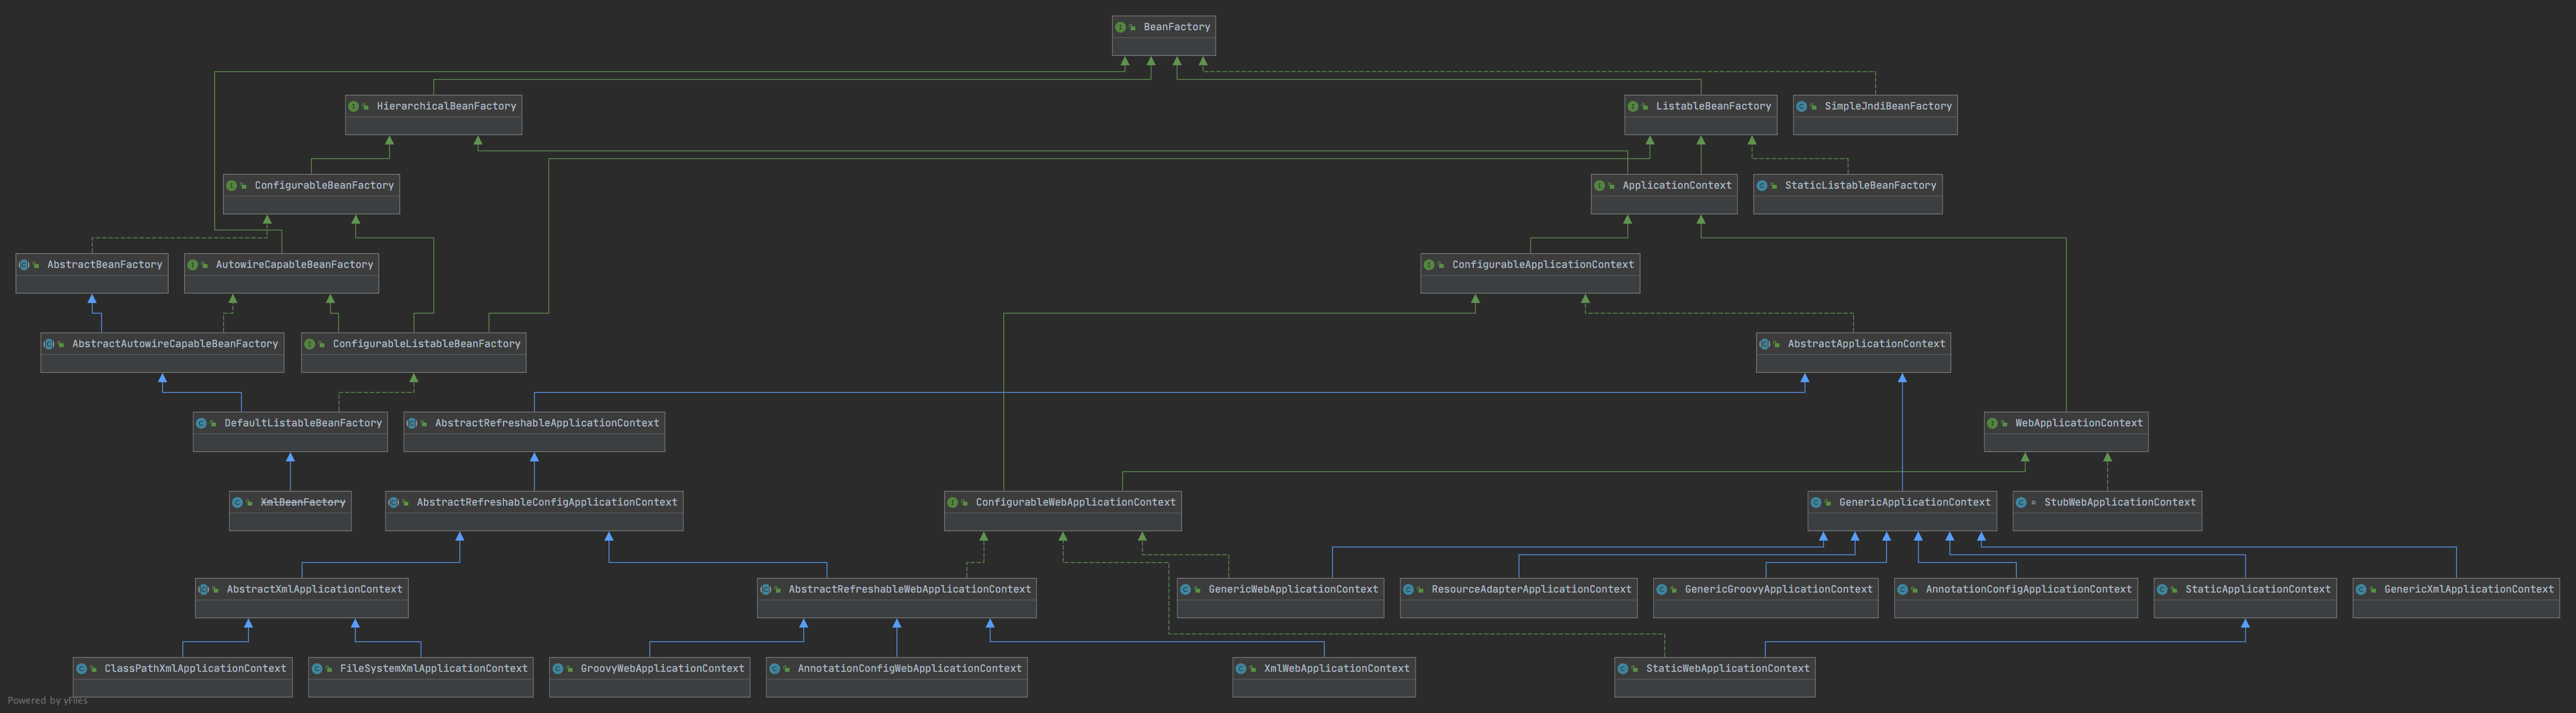 BeanFactory
HierarchicalBeanFactory
ListableBeanFactory
SimpleJndiBeanFactory
ConfigurableBeanFactory
ApplicationContext
StaticListableBeanFactory
AbstractBeanFactory
AutowireCapableBeanFactory
ConfigurableApplicationContext
AbstractAutowireCapableBeanFactory
ConfigurableListableBeanFactory
AbstractApplicationContext
DefaultListableBeanFactory
AbstractRefreshableApplicationContext
WebApplicationContext
XmlBeanFactory
AbstractRefreshableConfigApplicationContext
ConfigurableWebApplicationContext
GenericApplicationContext
StubWebApplicationContext
AbstractXmlApplicationContext
AbstractRefreshableWebApplicationContext
GenericWebApplicationContext
ResourceAdapterApplicationContext
GenericGroovyApplicationContext
AnnotationConfigApplicationContext
StaticApplicationContext
GenericXmlApplicationContext
ClassPathXmlApplicationContext
FileSystemXmlApplicationContext
GroovyWebApplicationContext
AnnotationConfigWebApplicationContext
XmlWebApplicationContext
StaticWebApplicationContext
Powered by yFiles